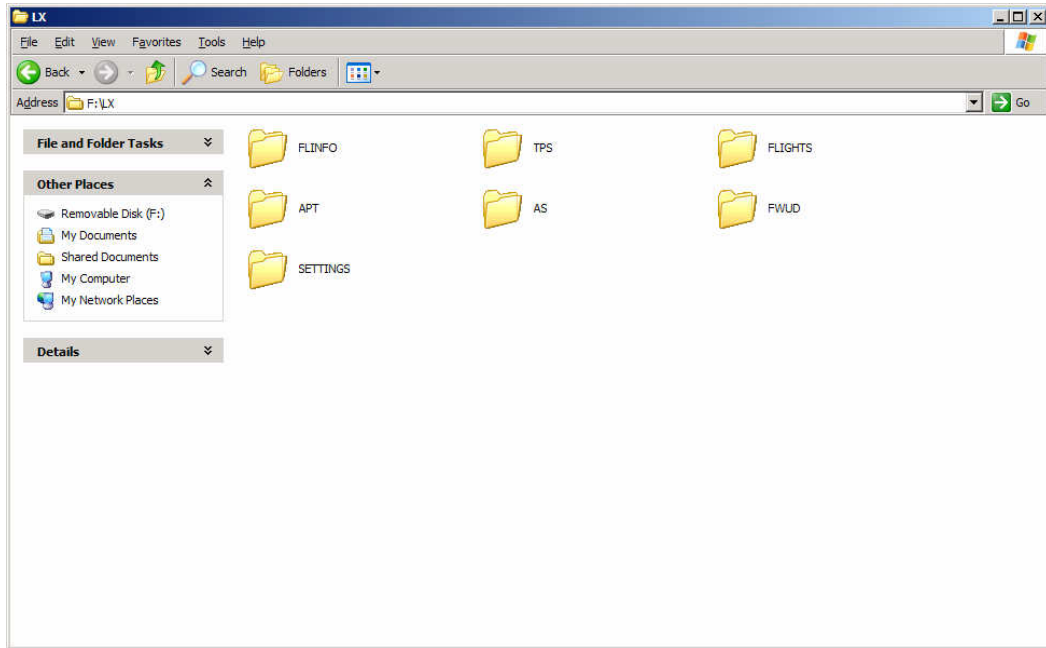 LX
File Edit View Favorites Tools Help
Back Search Folders
Address F:\LX Go
File and Folder Tasks
Other Places
Removable Disk (F:)
My Documents
Shared Documents
My Computer
My Network Places
Details
FLINFO TPS FLIGHTS
APT AS FWUD
SETTINGS